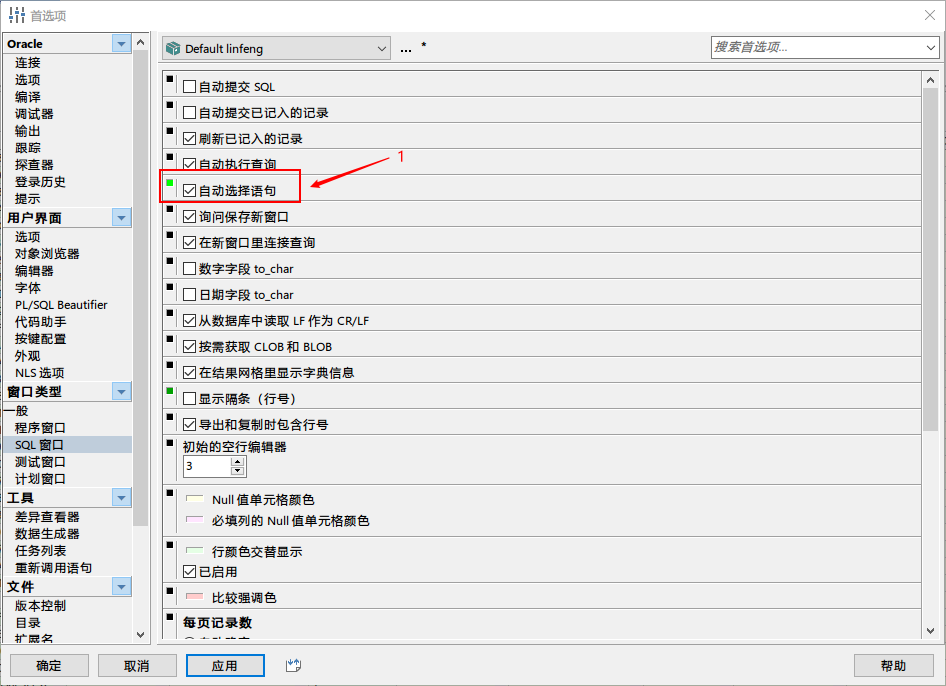 首选项
Oracle
连接
选项
编译
调试器
输出
跟踪
探查器
登录历史
提示
用户界面
选项
对象浏览器
编辑器
字体
PL/SQL Beautifier
代码助手
按键配置
外观
NLS 选项
窗口类型
一般
程序窗口
SQL 窗口
测试窗口
计划窗口
工具
差异查看器
数据生成器
任务列表
重新调用语句
文件
版本控制
目录
扩展名
Default linfeng
... *
搜索首选项...
自动提交 SQL
自动提交已记入的记录
刷新已记入的记录
自动执行查询
1
自动选择语句
询问保存新窗口
在新窗口里连接查询
数字字段 to_char
日期字段 to_char
从数据库中读取 LF 作为 CR/LF
按需获取 CLOB 和 BLOB
在结果网格里显示字典信息
显示隔条（行号）
导出和复制时包含行号
初始的空行编辑器
3
Null 值单元格颜色
必填列的 Null 值单元格颜色
行颜色交替显示
已启用
比较强调色
每页记录数
确定
取消
应用
帮助